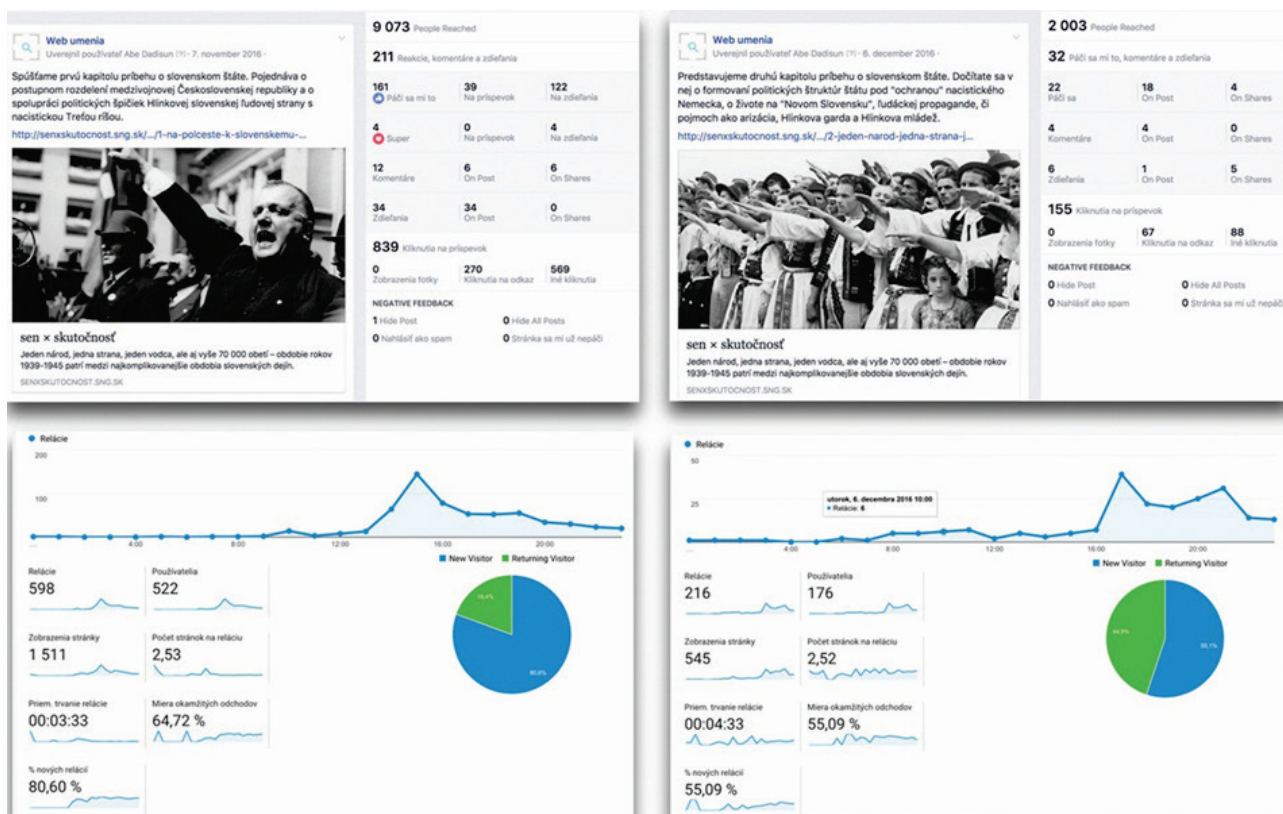 Web umenia
Uverejnil používateľ Abe Dadisun [?] · 7. november 2016 ·
Spúšťame prvú kapitolu príbehu o slovenskom štáte. Pojednáva o
postupnom rozdelení medzivojnovej Československej republiky a o
spolupráci politických špičiek Hlinkovej slovenskej ľudovej strany s
nacistickou Treťou ríšou.
http://senxskutocnost.sng.sk/.../1-na-polceste-k-slovenskemu-...
sen × skutočnosť
Jeden národ, jedna strana, jeden vodca, ale aj vyše 70 000 obetí – obdobie rokov
1939-1945 patrí medzi najkomplikovanejšie obdobia slovenských dejín.
SENXSKUTOCNOST.SNG.SK
9 073 People Reached
211 Reakcie, komentáre a zdieľania
161 39 122
Páči sa mi to Na príspevok Na zdieľania
4 0 4
Super Na príspevok Na zdieľania
12 6 6
Komentáre On Post On Shares
34 34 0
Zdieľania On Post On Shares
839 Kliknutia na príspevok
0 270 569
Zobrazenia fotky Kliknutia na odkaz Iné kliknutia
NEGATIVE FEEDBACK
1 Hide Post 0 Hide All Posts
0 Nahlásiť ako spam 0 Stránka sa mi už nepáči
Web umenia
Uverejnil používateľ Abe Dadisun [?] · 6. december 2016 ·
Predstavujeme druhú kapitolu príbehu o slovenskom štáte. Dočítate sa v
nej o formovaní politických štruktúr štátu pod "ochranou" nacistického
Nemecka, o živote na "Novom Slovensku", ľudáckej propagande, či
pojmoch ako arizácia, Hlinkova garda a Hlinkova mládež.
http://senxskutocnost.sng.sk/.../2-jeden-narod-jedna-strana-j...
sen × skutočnosť
Jeden národ, jedna strana, jeden vodca, ale aj vyše 70 000 obetí – obdobie rokov
1939-1945 patrí medzi najkomplikovanejšie obdobia slovenských dejín.
SENXSKUTOCNOST.SNG.SK
2 003 People Reached
32 Páči sa mi to, komentáre a zdieľania
22 18 4
Páči sa On Post On Shares
4 4 0
Komentáre On Post On Shares
6 1 5
Zdieľania On Post On Shares
155 Kliknutia na príspevok
0 67 88
Zobrazenia fotky Kliknutia na odkaz Iné kliknutia
NEGATIVE FEEDBACK
0 Hide Post 0 Hide All Posts
0 Nahlásiť ako spam 0 Stránka sa mi už nepáči
Relácie
200
100
... 4:00 8:00 12:00 16:00 20:00
New Visitor Returning Visitor
Relácie Používatelia
598 522
Zobrazenia stránky Počet stránok na reláciu
1 511 2,53
Priem. trvanie relácie Miera okamžitých odchodov
00:03:33 64,72 %
% nových relácií
80,60 %
Relácie
50
25
utorok, 6. decembra 2016 10:00
Relácie: 6
... 4:00 8:00 12:00 16:00 20:00
New Visitor Returning Visitor
44,9%
55,1%
Relácie Používatelia
216 176
Zobrazenia stránky Počet stránok na reláciu
545 2,52
Priem. trvanie relácie Miera okamžitých odchodov
00:04:33 55,09 %
% nových relácií
55,09 %